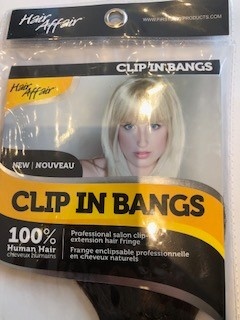 Hair
Affair
CLIP IN BANGS
Hair
Affair
NEW | NOUVEAU
CLIP IN BANGS
100%
Human Hair
cheveux humains
Professional salon clip-
extension hair fringe
Frange enclipsable professionnelle
en cheveux naturels